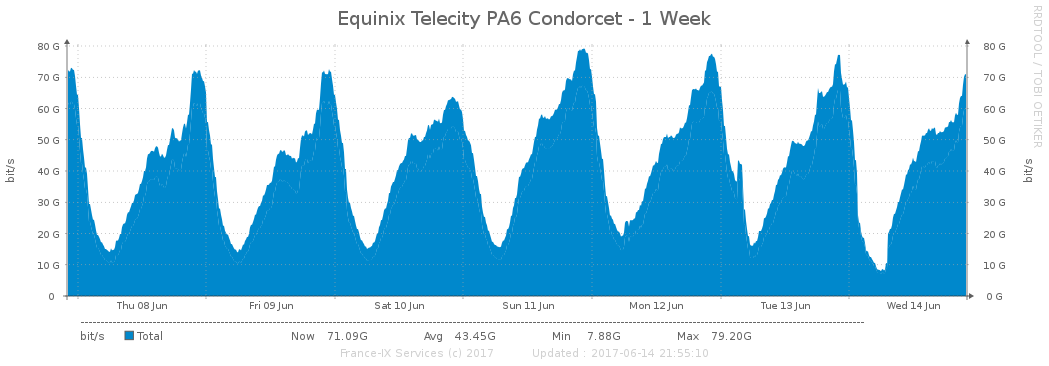 Equinix Telecity PA6 Condorcet - 1 Week
RRDTOOL / TOBI OETIKER
80 G 80 G
70 G 70 G
60 G 60 G
50 G 50 G
40 G 40 G
30 G 30 G
20 G 20 G
10 G 10 G
0 0 G
bit/s
bit/s
Thu 08 Jun Fri 09 Jun Sat 10 Jun Sun 11 Jun Mon 12 Jun Tue 13 Jun Wed 14 Jun
bit/s Total Now 71.09G Avg 43.45G Min 7.88G Max 79.20G
France-IX Services (c) 2017 Updated : 2017-06-14 21:55:10